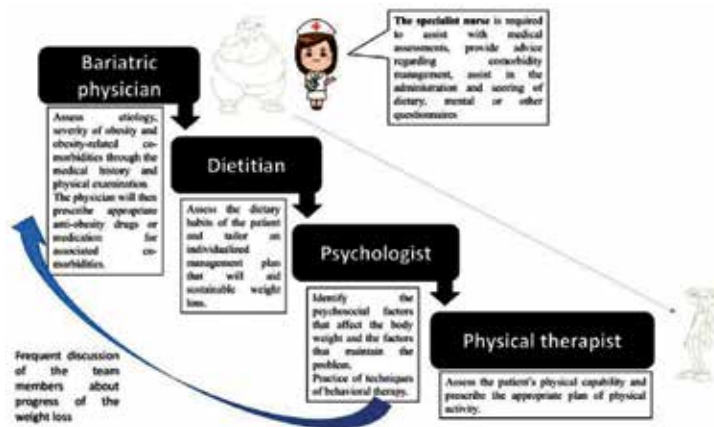 Bariatric
physician
Assess etiology,
severity of obesity and
obesity-related co-
morbidities through the
medical history and
physical examination.
The physician will then
prescribe appropriate
anti-obesity drugs or
medication for
associated co-
morbidities.
The specialist nurse is required
to assist with medical
assessments, provide advice
regarding comorbidity
management, assist in the
administration and scoring of
dietary, mental or other
questionnaires
Dietitian
Assess the dietary
habits of the patient
and tailor an
individualized
management plan
that will aid
sustainable weight
loss.
Psychologist
Identify the
psychosocial factors
that affect the body
weight and the factors
that maintain the
problem.
Practice of techniques
of behavioral therapy.
Physical therapist
Assess the patient's physical capability and
prescribe the appropriate plan of physical
activity.
Frequent discussion
of the team
members about
progress of the
weight loss